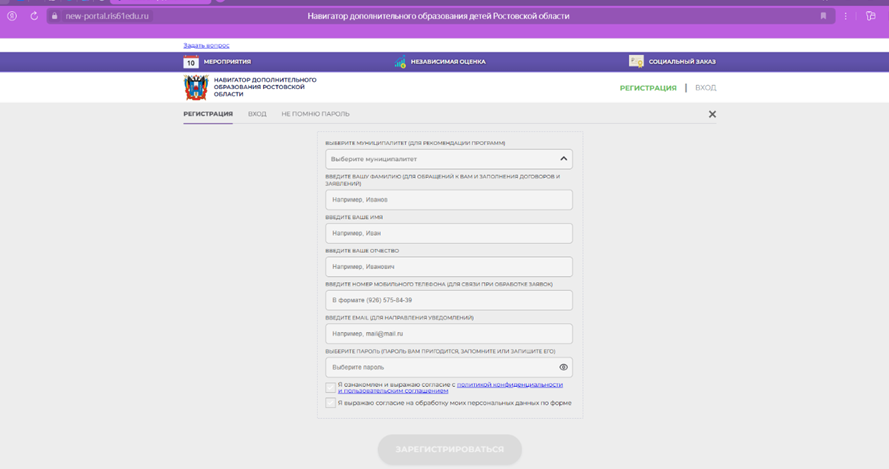 new-portal.rls61edu.ru
Навигатор дополнительного образования детей Ростовской области
Задать вопрос
10
МЕРОПРИЯТИЯ
НЕЗАВИСИМАЯ ОЦЕНКА
СОЦИАЛЬНЫЙ ЗАКАЗ
НАВИГАТОР ДОПОЛНИТЕЛЬНОГО
ОБРАЗОВАНИЯ РОСТОВСКОЙ
ОБЛАСТИ
РЕГИСТРАЦИЯ | ВХОД
РЕГИСТРАЦИЯ ВХОД НЕ ПОМНЮ ПАРОЛЬ
ВЫБЕРИТЕ МУНИЦИПАЛИТЕТ (ДЛЯ РЕКОМЕНДАЦИИ ПРОГРАММ)
Выберите муниципалитет
ВВЕДИТЕ ВАШУ ФАМИЛИЮ (ДЛЯ ОБРАЩЕНИЙ К ВАМ И ЗАПОЛНЕНИЯ ДОГОВОРОВ И
ЗАЯВЛЕНИЙ)
Например, Иванов
ВВЕДИТЕ ВАШЕ ИМЯ
Например, Иван
ВВЕДИТЕ ВАШЕ ОТЧЕСТВО
Например, Иванович
ВВЕДИТЕ НОМЕР МОБИЛЬНОГО ТЕЛЕФОНА (ДЛЯ СВЯЗИ ПРИ ОБРАБОТКЕ ЗАЯВОК)
В формате (926) 575-84-39
ВВЕДИТЕ EMAIL (ДЛЯ НАПРАВЛЕНИЯ УВЕДОМЛЕНИЙ)
Например, mail@mail.ru
ВЫБЕРИТЕ ПАРОЛЬ (ПАРОЛЬ ВАМ ПРИГОДИТСЯ, ЗАПОМНИТЕ ИЛИ ЗАПИШИТЕ ЕГО)
Выберите пароль
Я ознакомлен и выражаю согласие с политикой конфиденциальности
и пользовательским соглашением
Я выражаю согласие на обработку моих персональных данных по форме
ЗАРЕГИСТРИРОВАТЬСЯ